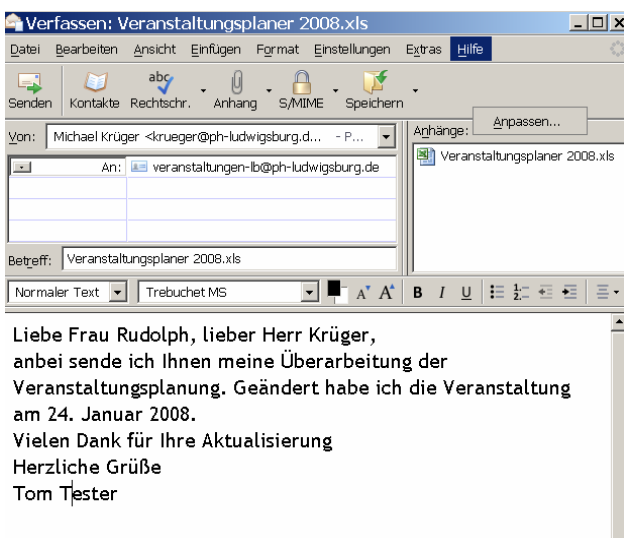 Verfassen: Veranstaltungsplaner 2008.xls
Datei Bearbeiten Ansicht Einfügen Format Einstellungen Extras Hilfe
abc
Senden Kontakte Rechtschr. Anhang S/MIME Speichern
Anpassen...
Von: Michael Krüger <krueger@ph-ludwigsburg.d... - P...
Anhänge:
An: veranstaltungen-lb@ph-ludwigsburg.de
Veranstaltungsplaner 2008.xls
Betreff: Veranstaltungsplaner 2008.xls
Normaler Text Trebuchet MS A A B I U
Liebe Frau Rudolph, lieber Herr Krüger,
anbei sende ich Ihnen meine Überarbeitung der
Veranstaltungsplanung. Geändert habe ich die Veranstaltung
am 24. Januar 2008.
Vielen Dank für Ihre Aktualisierung
Herzliche Grüße
Tom Tester